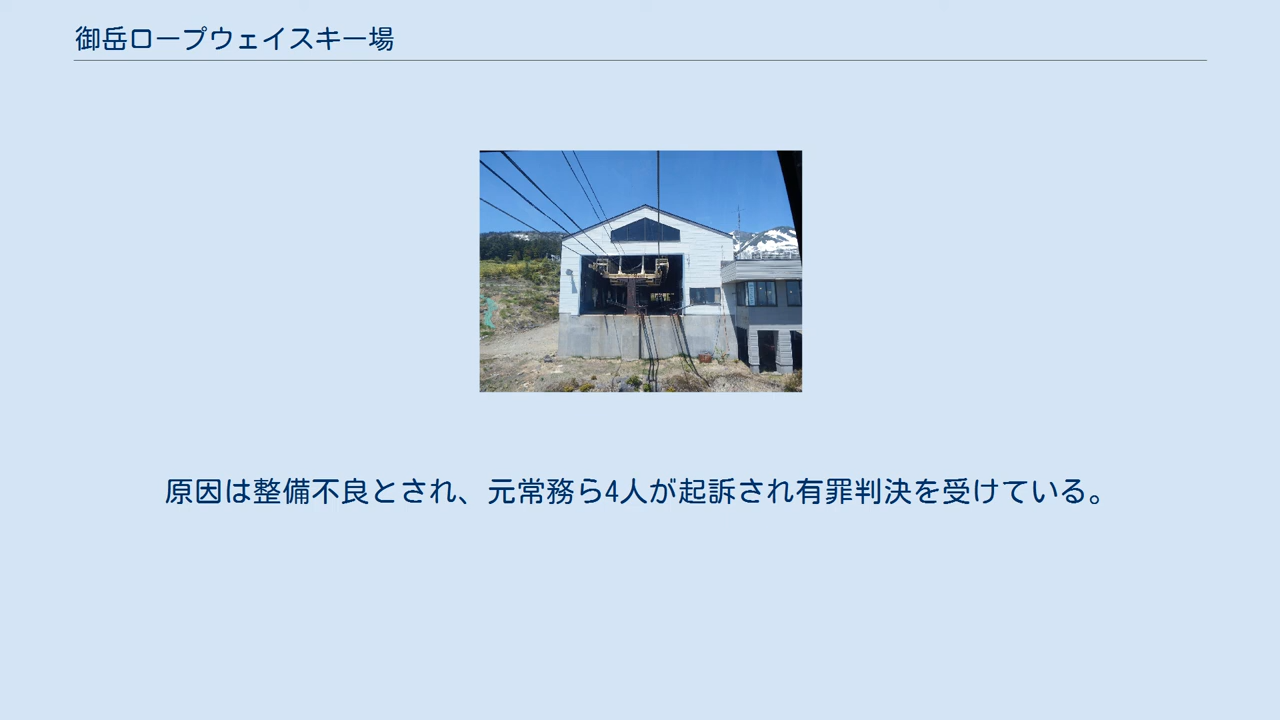 御岳ロープウェイスキー場
原因は整備不良とされ、元常務ら4人が起訴され有罪判決を受けている。